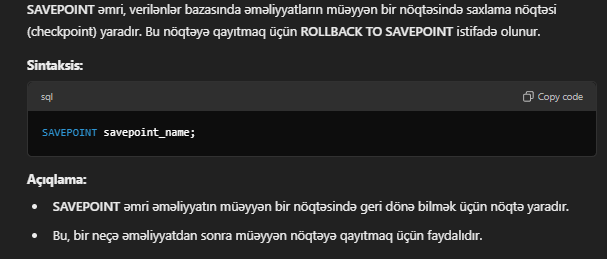 SAVEPOINT əmri, verilənlər bazasında əməliyyatların müəyyən bir nöqtəsində saxlama nöqtəsi
(checkpoint) yaradır. Bu nöqtəyə qayıtmaq üçün ROLLBACK TO SAVEPOINT istifadə olunur.
Sintaksis:
sql Copy code
SAVEPOINT savepoint_name;
Açıqlama:
• SAVEPOINT əmri əməliyyatın müəyyən bir nöqtəsində geri dönə bilmək üçün nöqtə yaradır.
• Bu, bir neçə əməliyyatdan sonra müəyyən nöqtəyə qayıtmaq üçün faydalıdır.